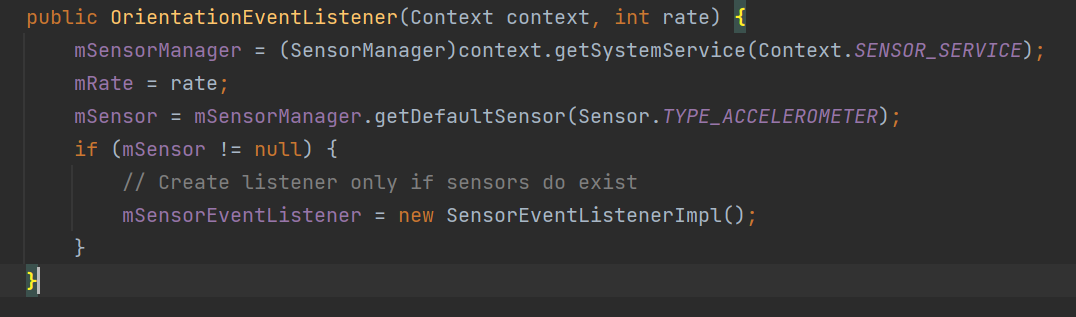 public OrientationEventListener(Context context, int rate) {
mSensorManager = (SensorManager)context.getSystemService(Context.SENSOR_SERVICE);
mRate = rate;
mSensor = mSensorManager.getDefaultSensor(Sensor.TYPE_ACCELEROMETER);
if (mSensor != null) {
// Create listener only if sensors do exist
mSensorEventListener = new SensorEventListenerImpl();
}
}